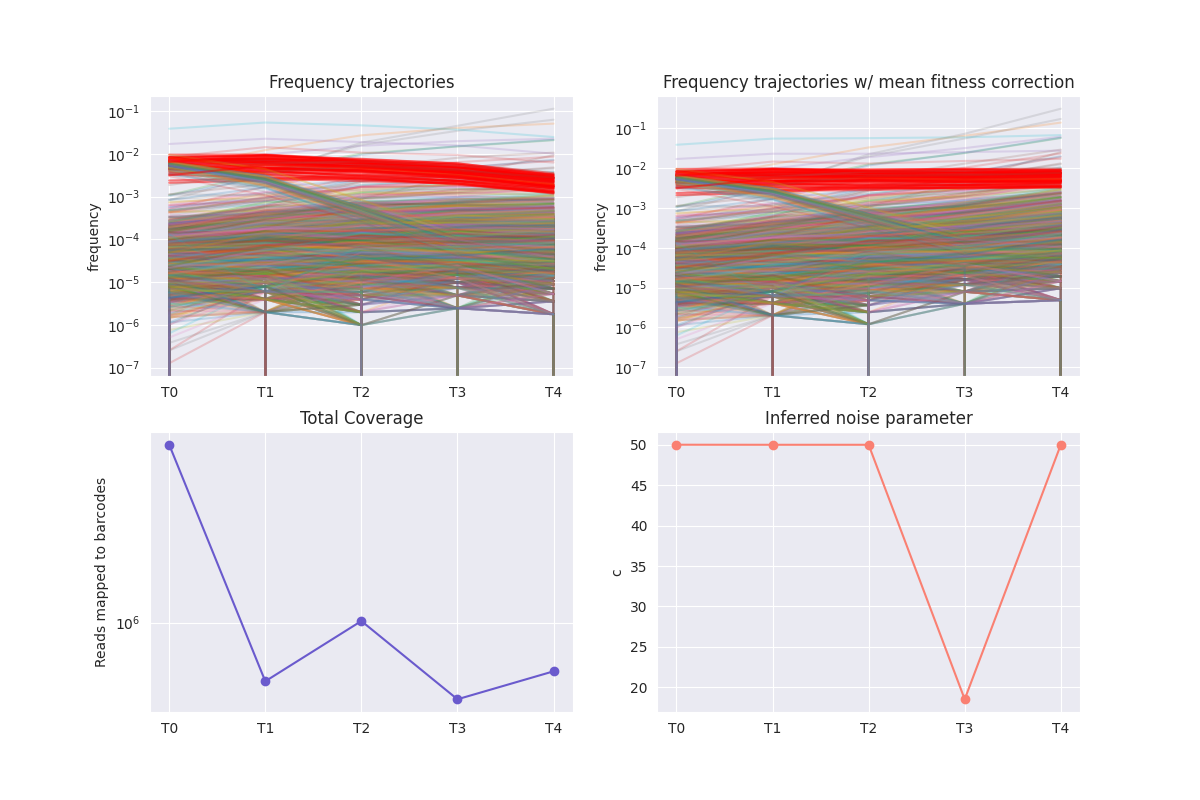 Frequency trajectories
frequency
10⁻¹
10⁻²
10⁻³
10⁻⁴
10⁻⁵
10⁻⁶
10⁻⁷
T0 T1 T2 T3 T4
Frequency trajectories w/ mean fitness correction
frequency
10⁻¹
10⁻²
10⁻³
10⁻⁴
10⁻⁵
10⁻⁶
10⁻⁷
T0 T1 T2 T3 T4
Total Coverage
Reads mapped to barcodes
10⁶
T0 T1 T2 T3 T4
Inferred noise parameter
c
50
45
40
35
30
25
20
T0 T1 T2 T3 T4